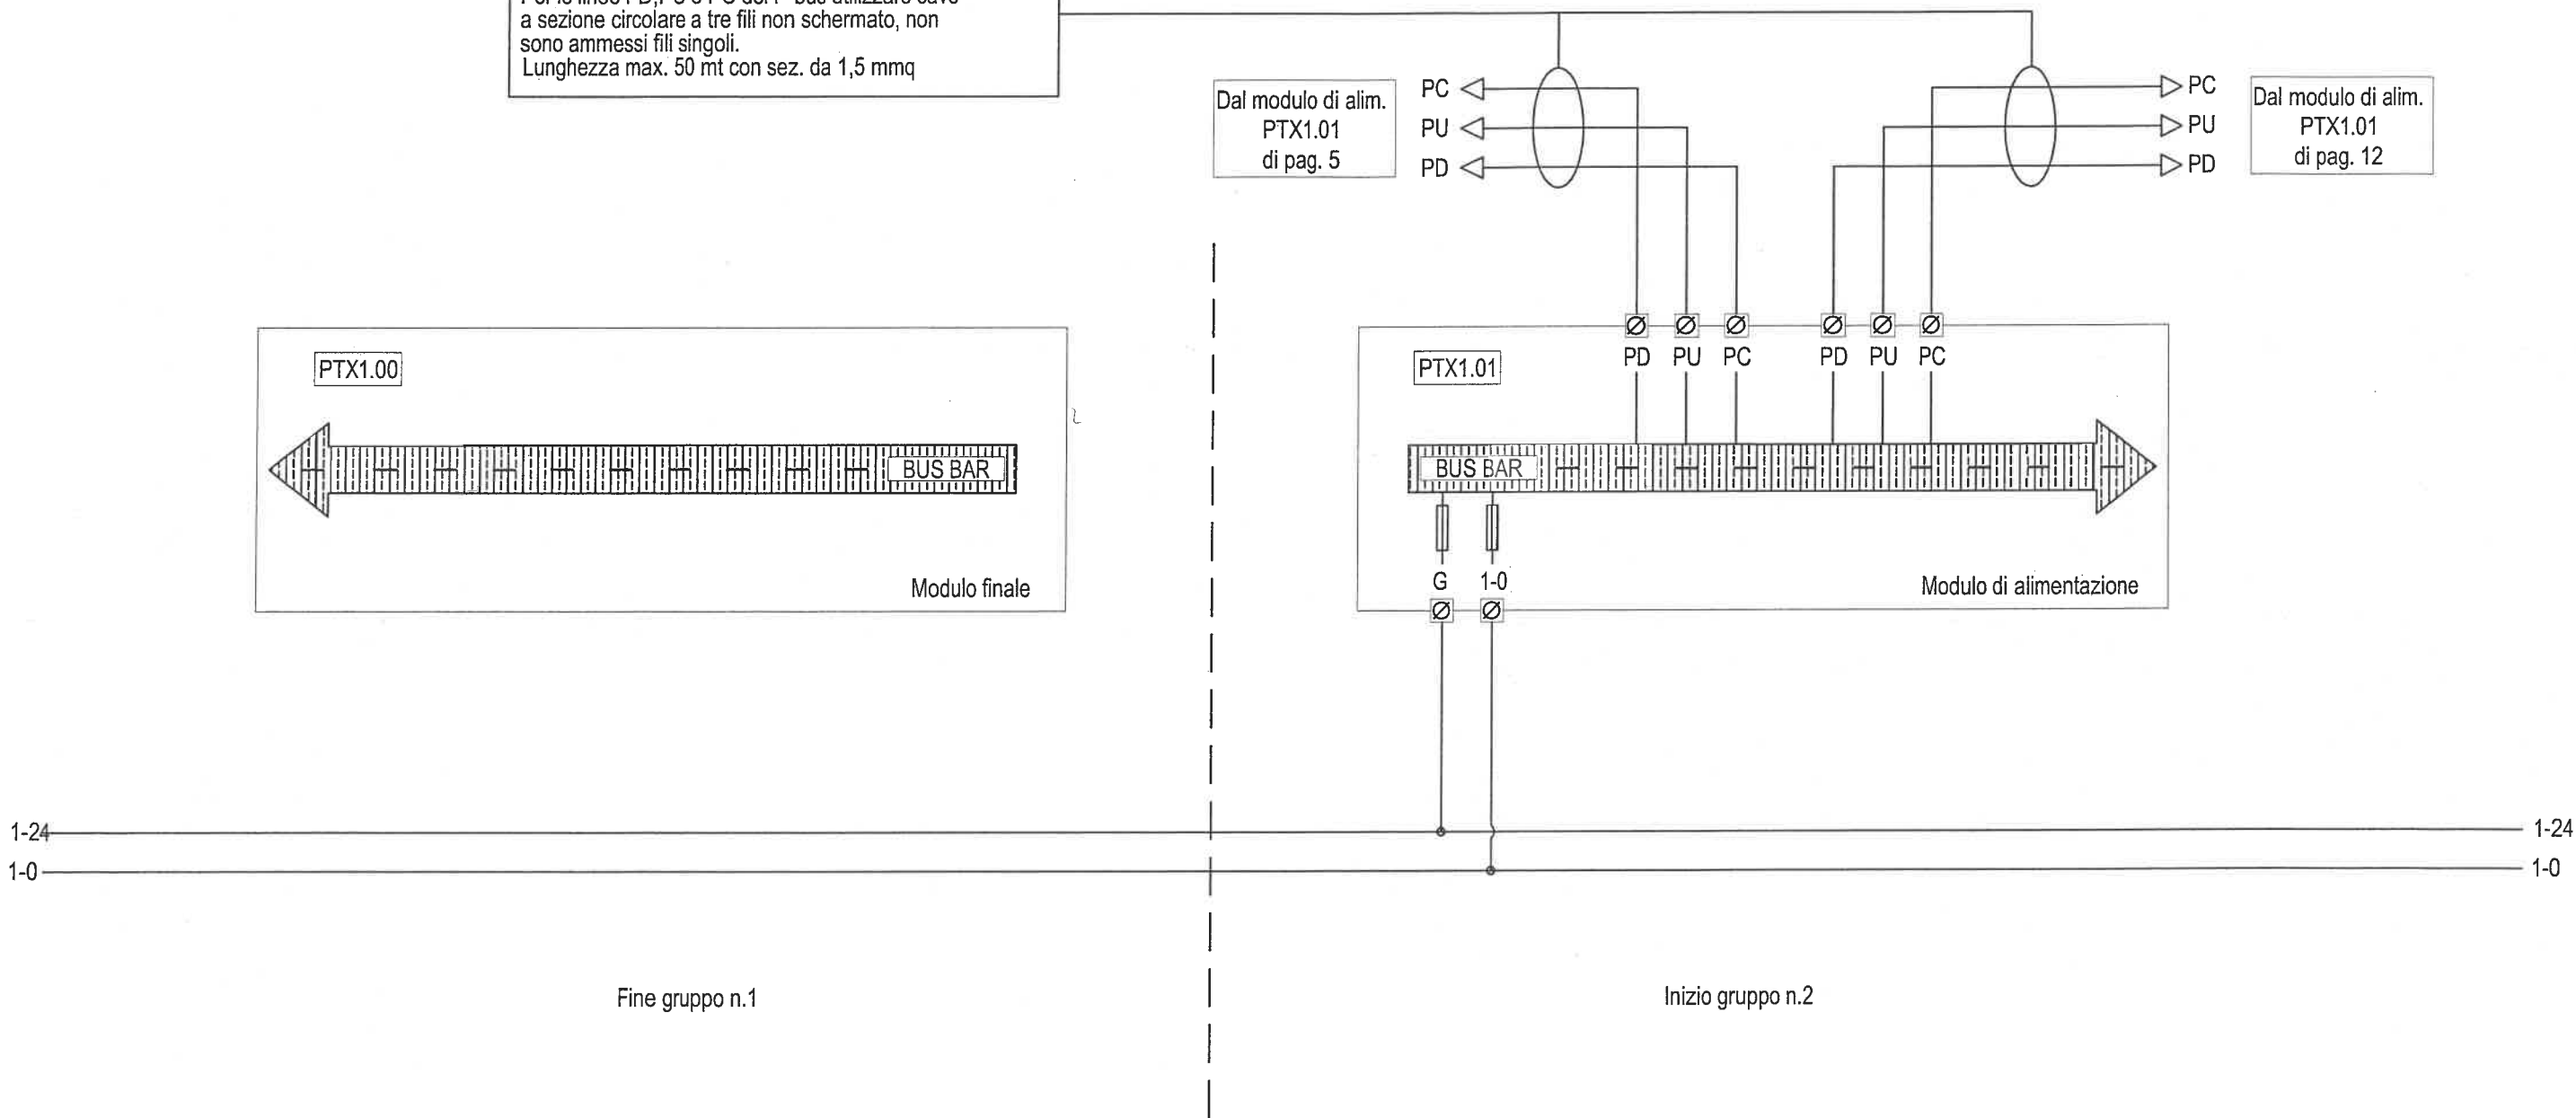 a sezione circolare a tre fili non schermato, non
sono ammessi fili singoli.
Lunghezza max. 50 mt con sez. da 1,5 mmq
Dal modulo di alim.
PTX1.01
di pag. 5
PC
PU
PD
PC
PU
PD
Dal modulo di alim.
PTX1.01
di pag. 12
PTX1.00
BUS BAR
Modulo finale
PTX1.01
PD PU PC PD PU PC
BUS BAR
G 1-0
Modulo di alimentazione
1-24 1-24
1-0 1-0
Fine gruppo n.1
Inizio gruppo n.2